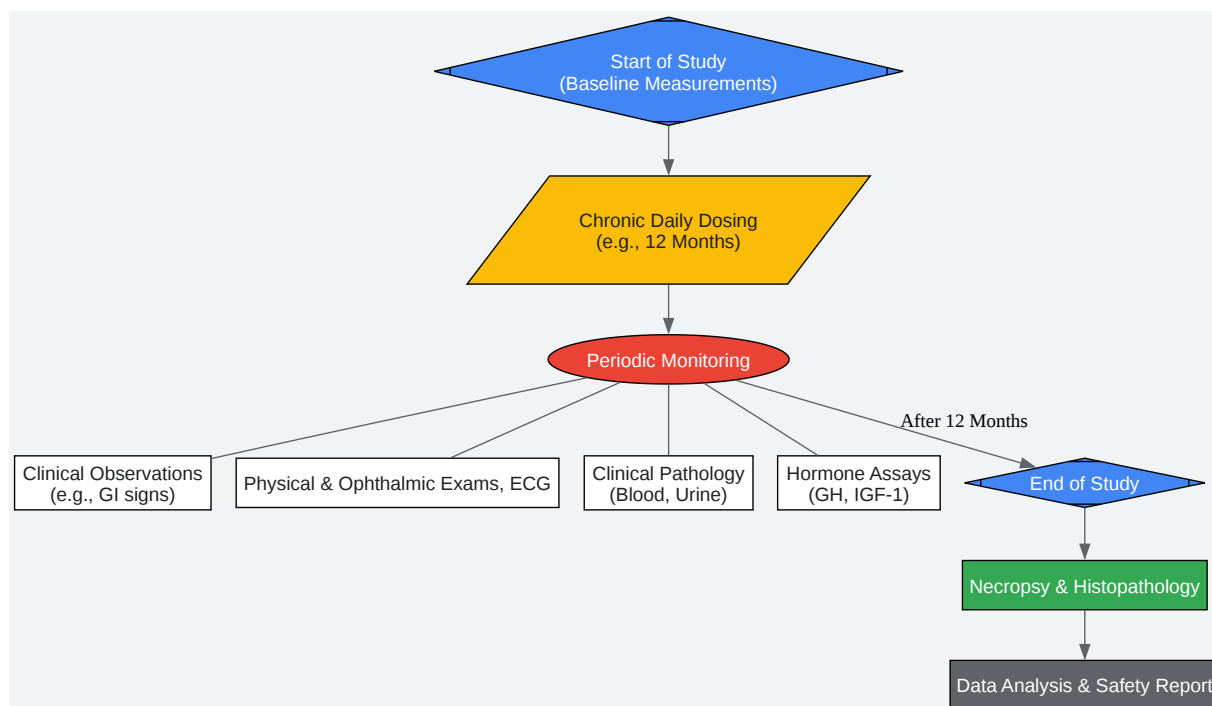 Start of Study
(Baseline Measurements)
Chronic Daily Dosing
(e.g., 12 Months)
Periodic Monitoring
After 12 Months
Clinical Observations
(e.g., GI signs)
Physical & Ophthalmic Exams, ECG
Clinical Pathology
(Blood, Urine)
Hormone Assays
(GH, IGF-1)
End of Study
Necropsy & Histopathology
Data Analysis & Safety Report